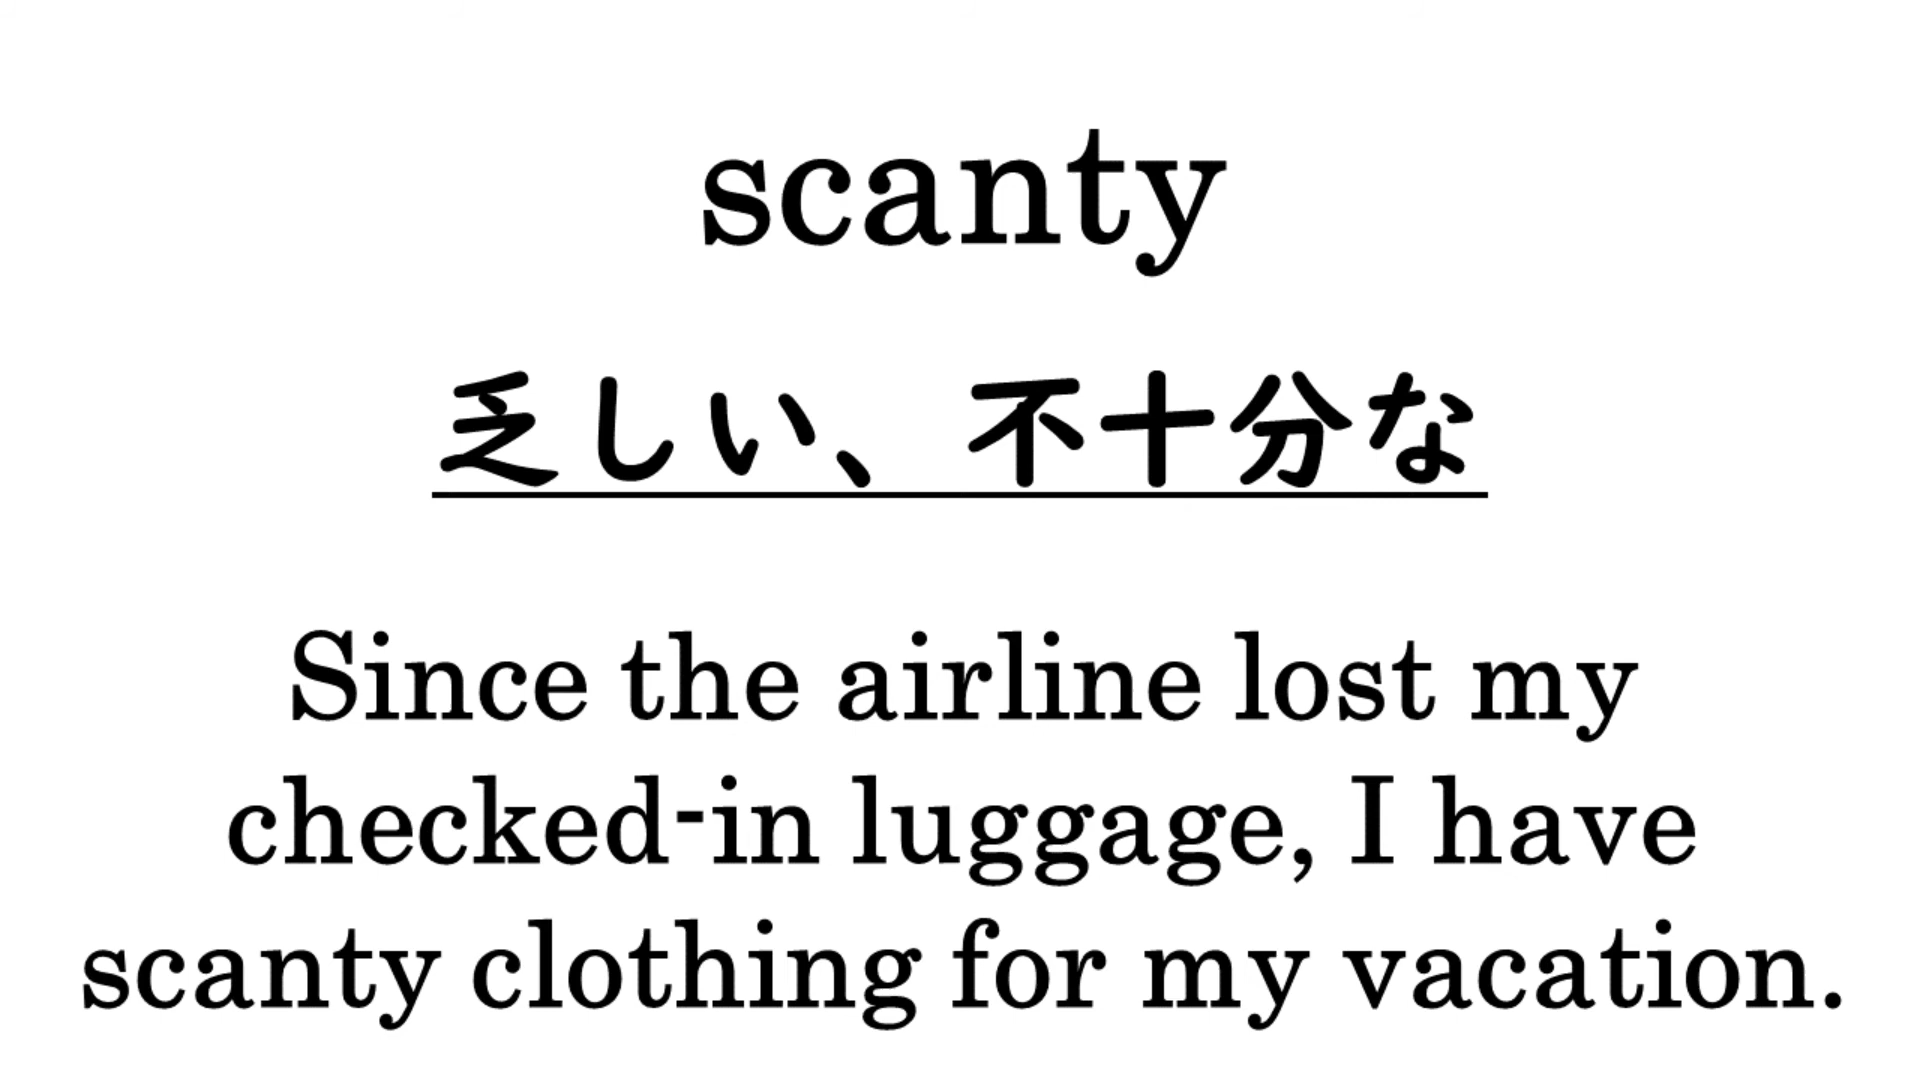 scanty
乏しい、不十分な
Since the airline lost my
checked-in luggage, I have
scanty clothing for my vacation.